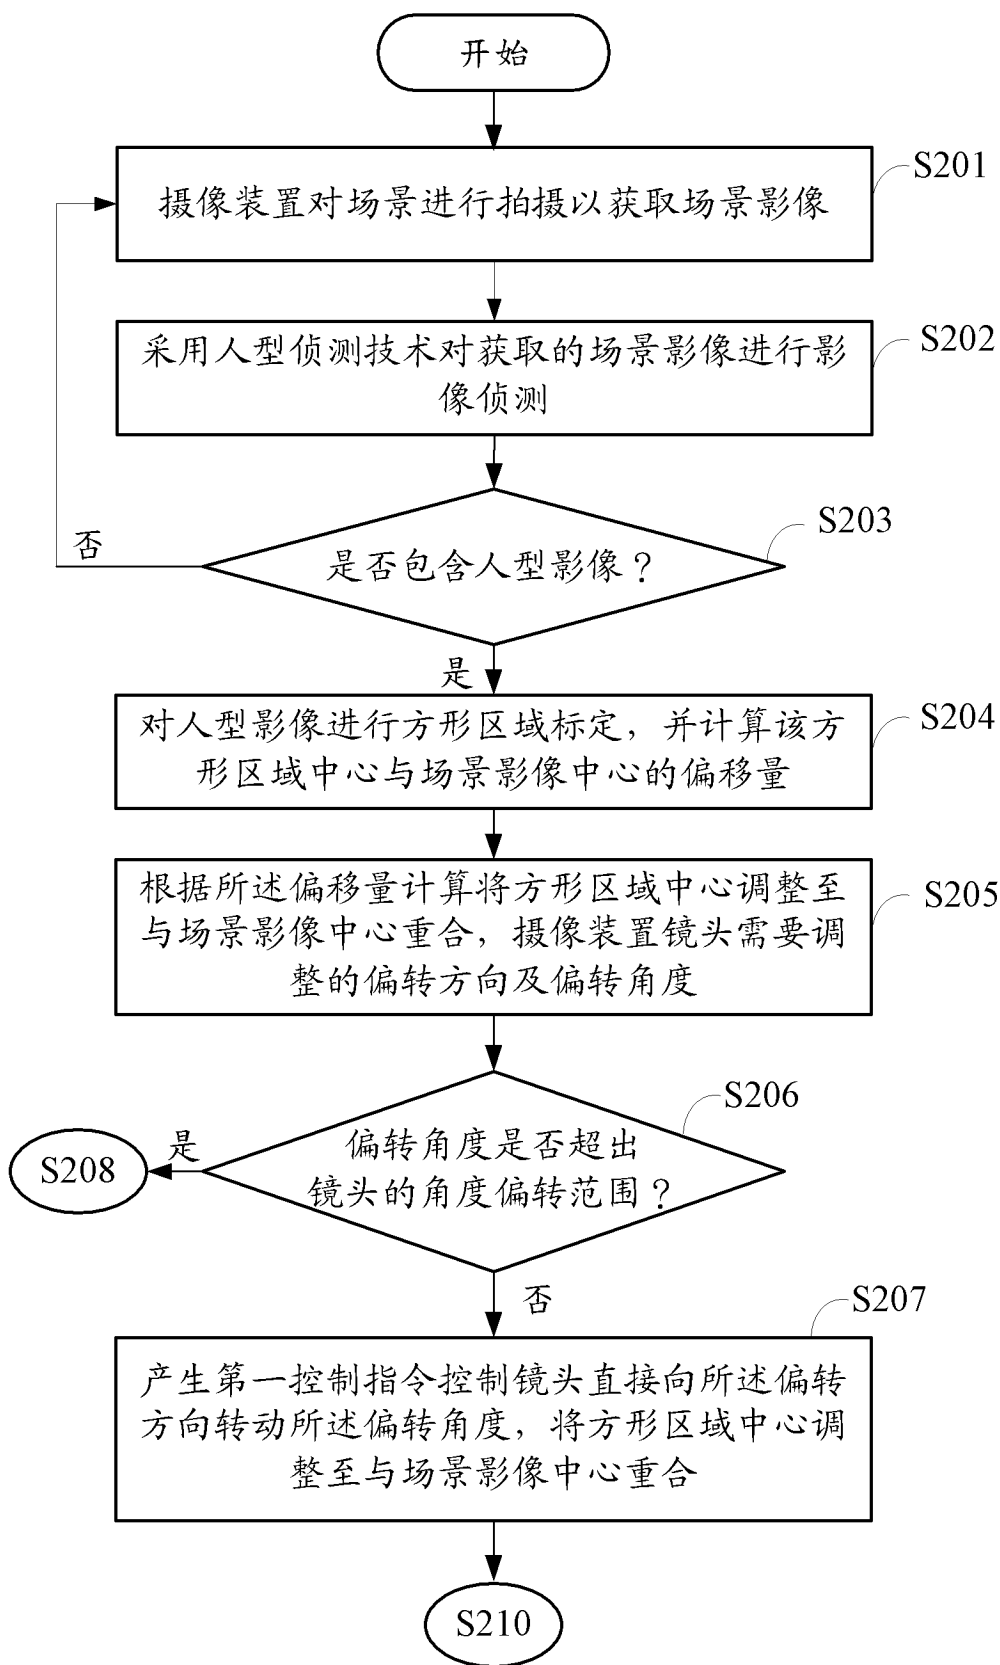 开始
S201
摄像装置对场景进行拍摄以获取场景影像
S202
采用人型侦测技术对获取的场景影像进行影
像侦测
S203
是否包含人型影像?
否
是
S204
对人型影像进行方形区域标定，并计算该方
形区域中心与场景影像中心的偏移量
S205
根据所述偏移量计算将方形区域中心调整至
与场景影像中心重合，摄像装置镜头需要调
整的偏转方向及偏转角度
S206
偏转角度是否超出
镜头的角度偏转范围?
是
S208
否
S207
产生第一控制指令控制镜头直接向所述偏转
方向转动所述偏转角度，将方形区域中心调
整至与场景影像中心重合
S210